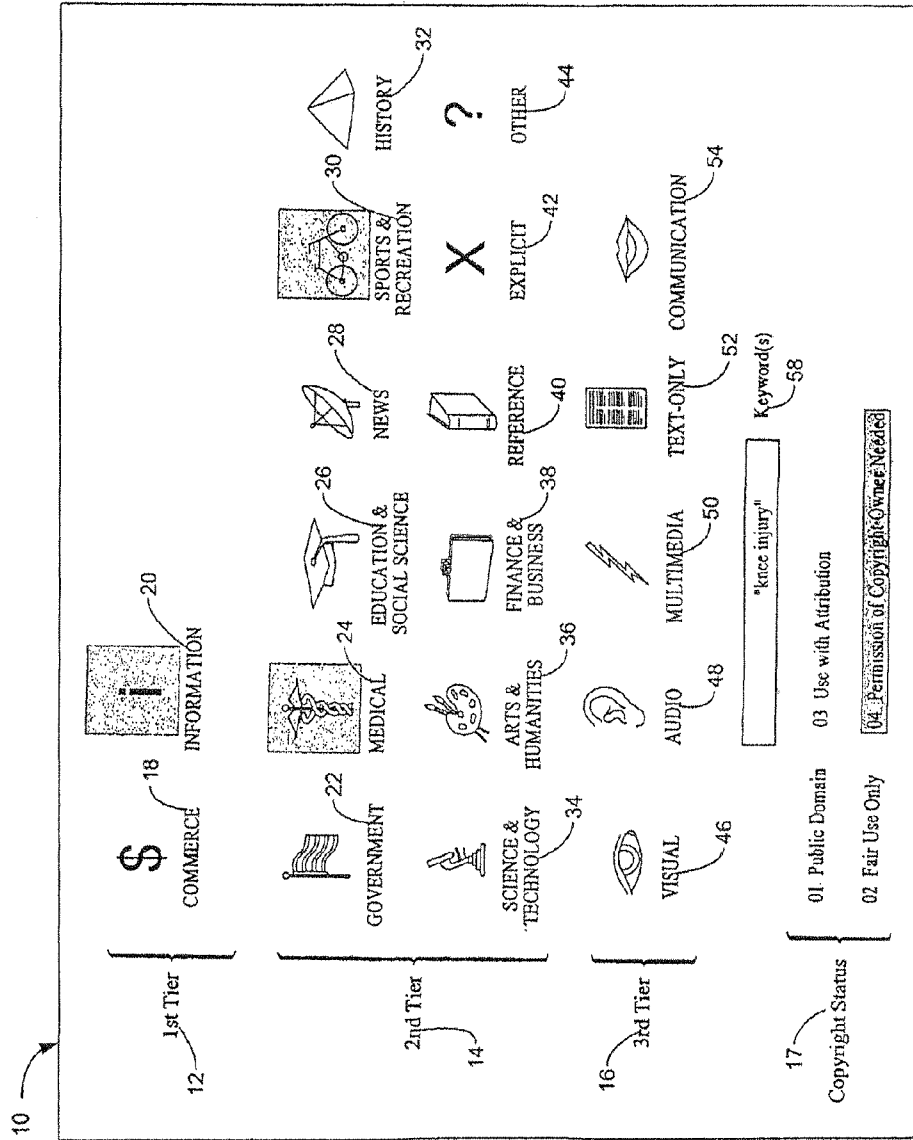 10
1st Tier
12
$
COMMERCE
18
i
INFORMATION
20
2nd Tier
14
GOVERNMENT
22
MEDICAL
24
EDUCATION &
SOCIAL SCIENCE
26
NEWS
28
SPORTS &
RECREATION
30
HISTORY
32
SCIENCE &
TECHNOLOGY
34
ARTS &
HUMANITIES
36
FINANCE &
BUSINESS
38
REFERENCE
40
X
EXPLICIT
42
?
OTHER
44
3rd Tier
16
VISUAL
46
AUDIO
48
MULTIMEDIA
50
TEXT-ONLY
52
COMMUNICATION
54
"knee injury"
Keyword(s)
58
Copyright Status
17
01 Public Domain
03 Use with Attribution
02 Fair Use Only
04 Permission of Copyright Owner Needed